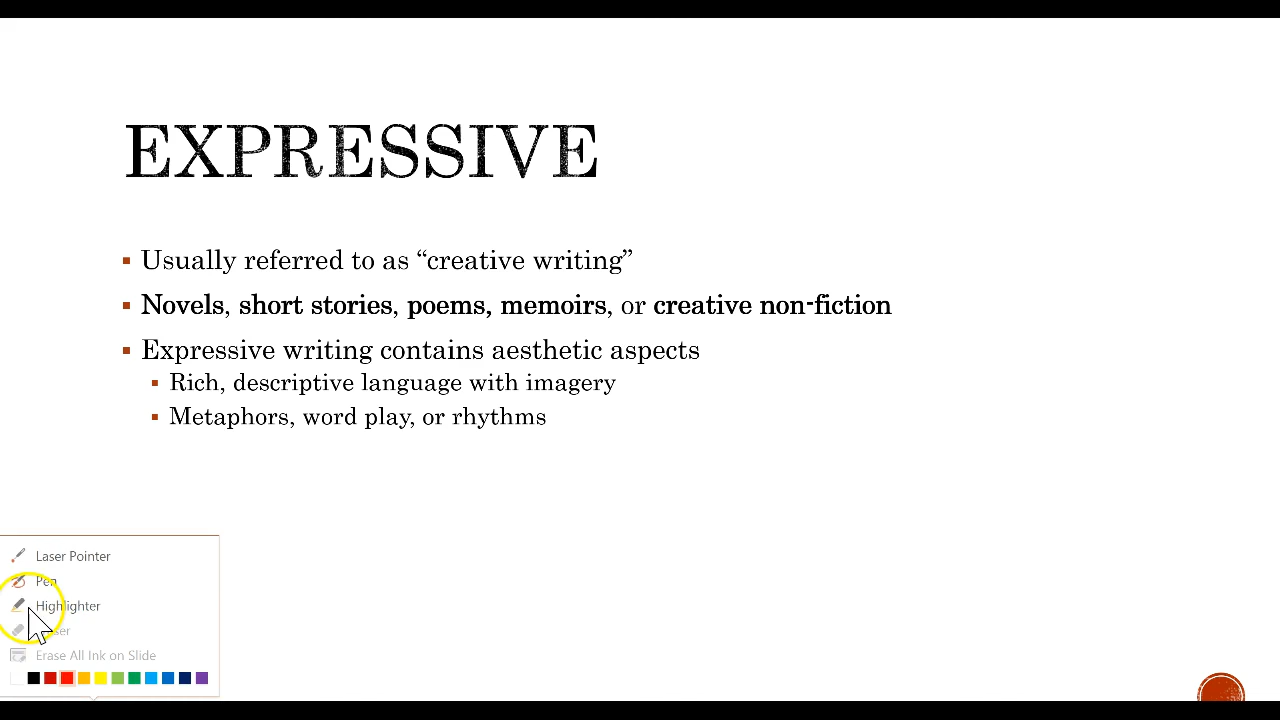 EXPRESSIVE
Usually referred to as “creative writing”
Novels, short stories, poems, memoirs, or creative non-fiction
Expressive writing contains aesthetic aspects
Rich, descriptive language with imagery
Metaphors, word play, or rhythms
Laser Pointer
Pen
Highlighter
Erase All Ink on Slide